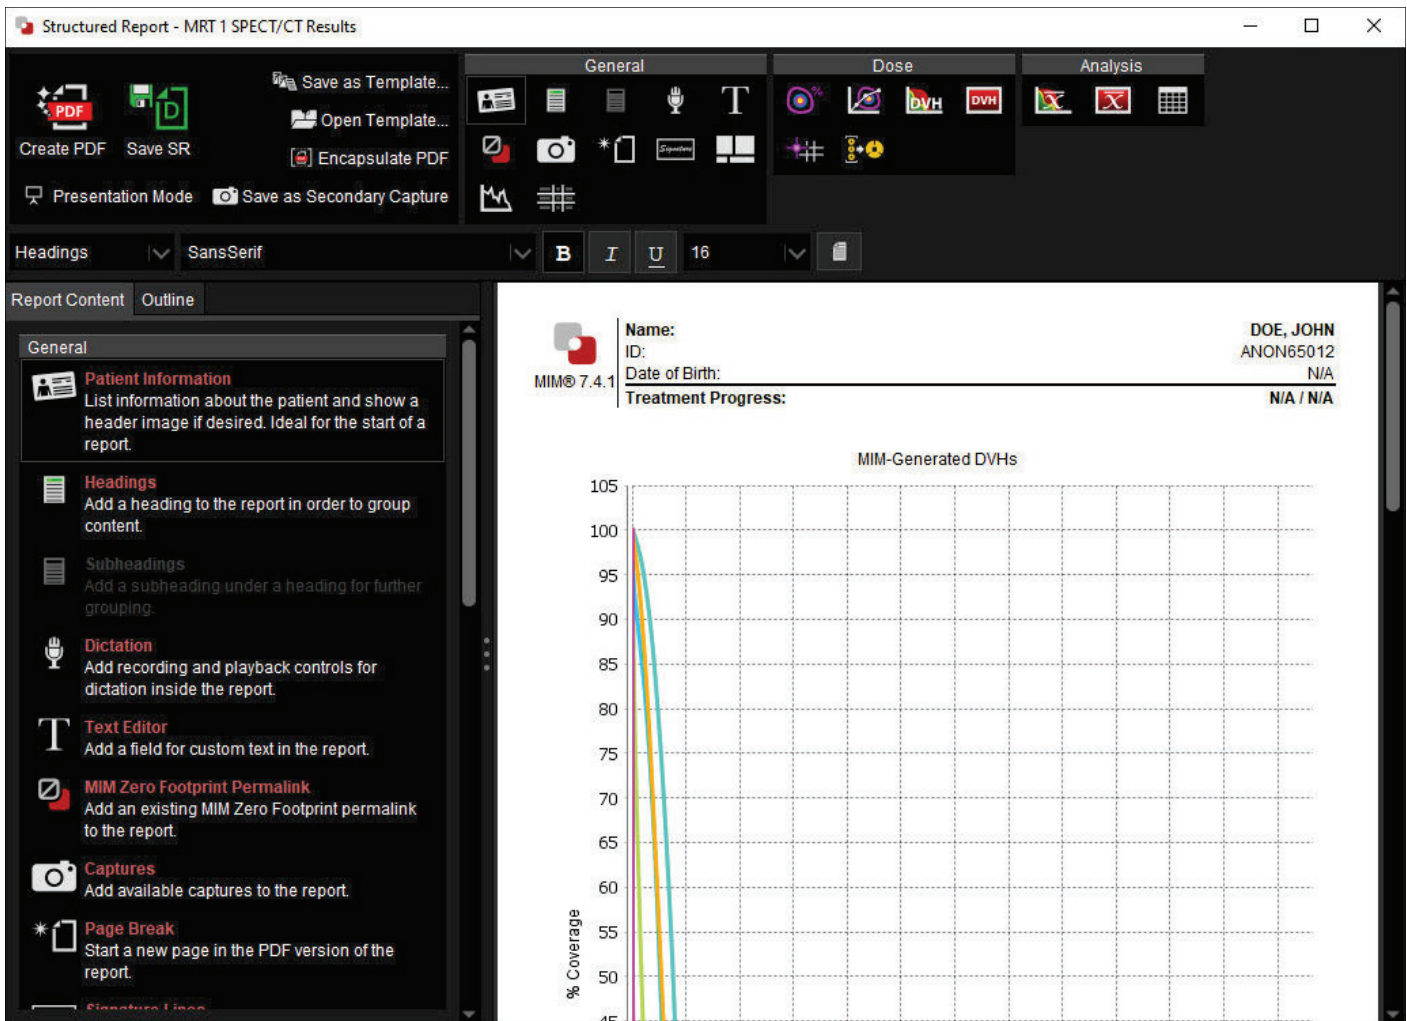 Structured Report - MRT 1 SPECT/CT Results
PDF
Create PDF
D
Save SR
Save as Template...
Open Template...
Encapsulate PDF
Presentation Mode
Save as Secondary Capture
General
T
Signature
Dose
%
DVH
DVH
Analysis
X
X
Headings
SansSerif
B
I
U
16
Report Content
Outline
General
Patient Information
List information about the patient and show a
header image if desired. Ideal for the start of a
report.
Headings
Add a heading to the report in order to group
content.
Subheadings
Add a subheading under a heading for further
grouping.
Dictation
Add recording and playback controls for
dictation inside the report.
T
Text Editor
Add a field for custom text in the report.
MIM Zero Footprint Permalink
Add an existing MIM Zero Footprint permalink
to the report.
Captures
Add available captures to the report.
Page Break
Start a new page in the PDF version of the
report.
Signature Lines
MIM® 7.4.1
Name: DOE, JOHN
ID: ANON65012
Date of Birth: N/A
Treatment Progress: N/A / N/A
MIM-Generated DVHs
105
100
95
90
85
80
75
70
65
60
55
50
45
% Coverage